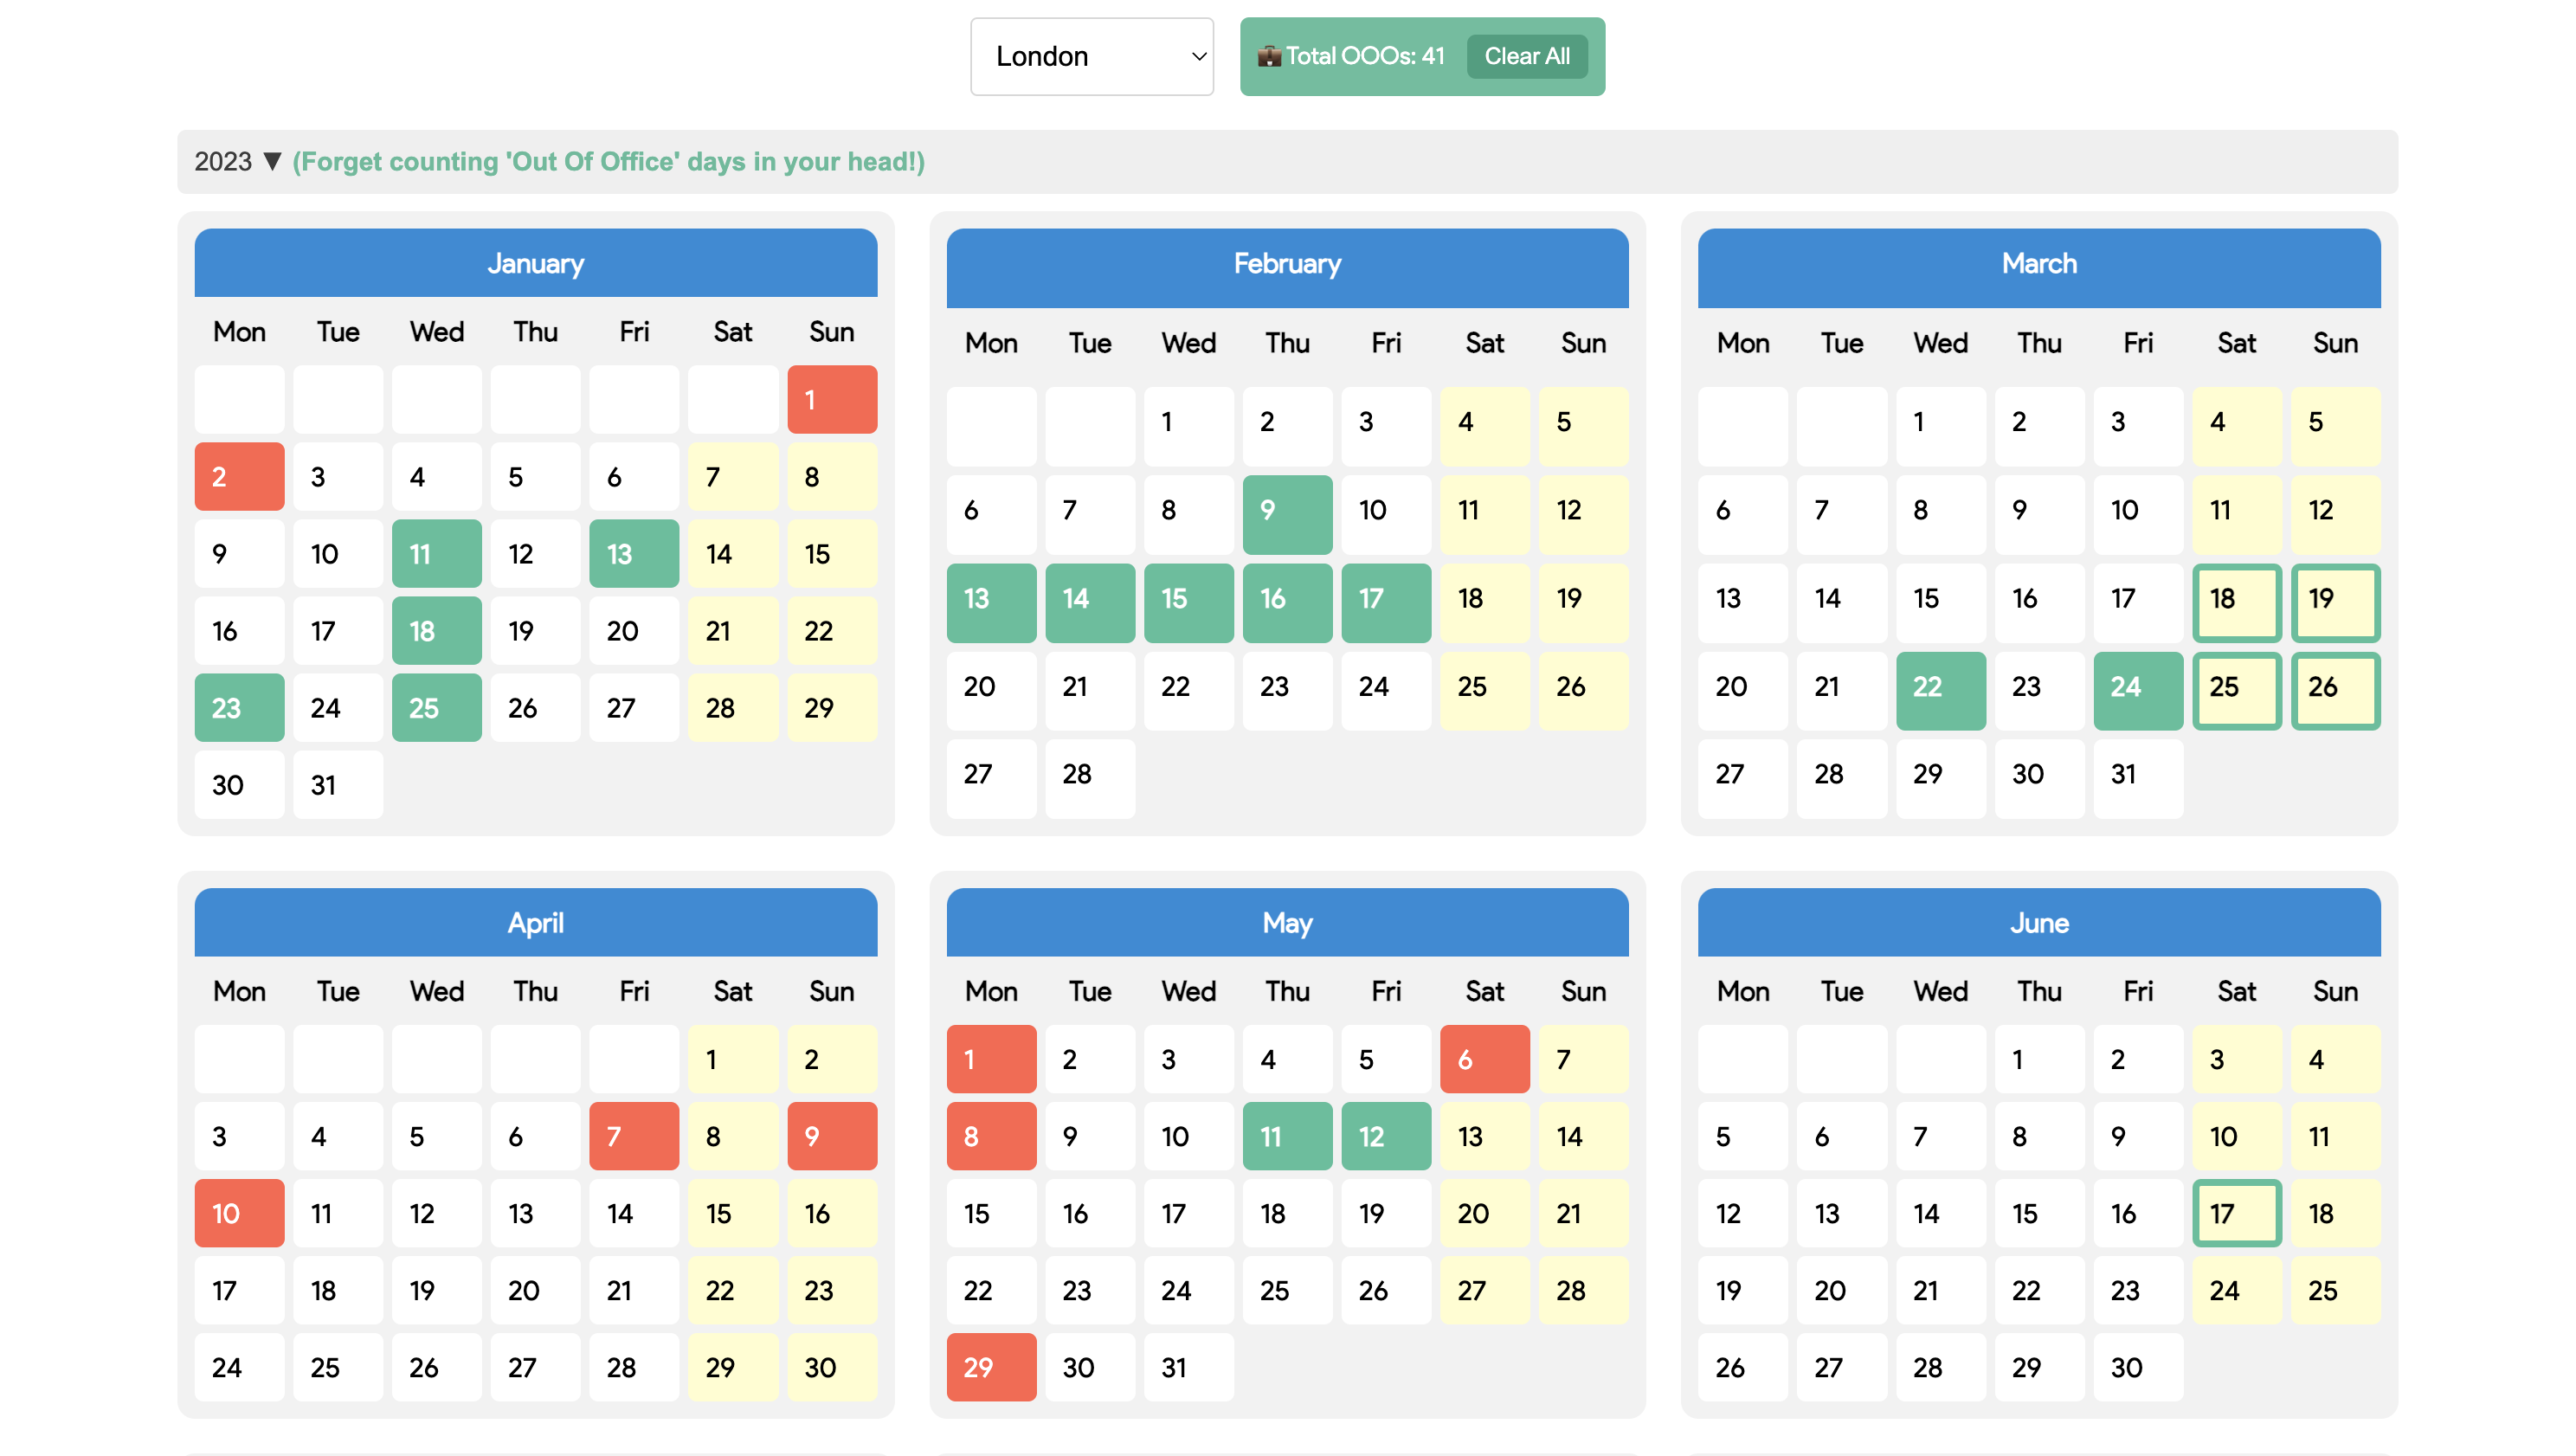 London
💼 Total OOOs: 41 Clear All
2023 ▼ (Forget counting 'Out Of Office' days in your head!)
January
Mon Tue Wed Thu Fri Sat Sun
1
2 3 4 5 6 7 8
9 10 11 12 13 14 15
16 17 18 19 20 21 22
23 24 25 26 27 28 29
30 31
February
Mon Tue Wed Thu Fri Sat Sun
1 2 3 4 5
6 7 8 9 10 11 12
13 14 15 16 17 18 19
20 21 22 23 24 25 26
27 28
March
Mon Tue Wed Thu Fri Sat Sun
1 2 3 4 5
6 7 8 9 10 11 12
13 14 15 16 17 18 19
20 21 22 23 24 25 26
27 28 29 30 31
April
Mon Tue Wed Thu Fri Sat Sun
1 2
3 4 5 6 7 8 9
10 11 12 13 14 15 16
17 18 19 20 21 22 23
24 25 26 27 28 29 30
May
Mon Tue Wed Thu Fri Sat Sun
1 2 3 4 5 6 7
8 9 10 11 12 13 14
15 16 17 18 19 20 21
22 23 24 25 26 27 28
29 30 31
June
Mon Tue Wed Thu Fri Sat Sun
1 2 3 4
5 6 7 8 9 10 11
12 13 14 15 16 17 18
19 20 21 22 23 24 25
26 27 28 29 30